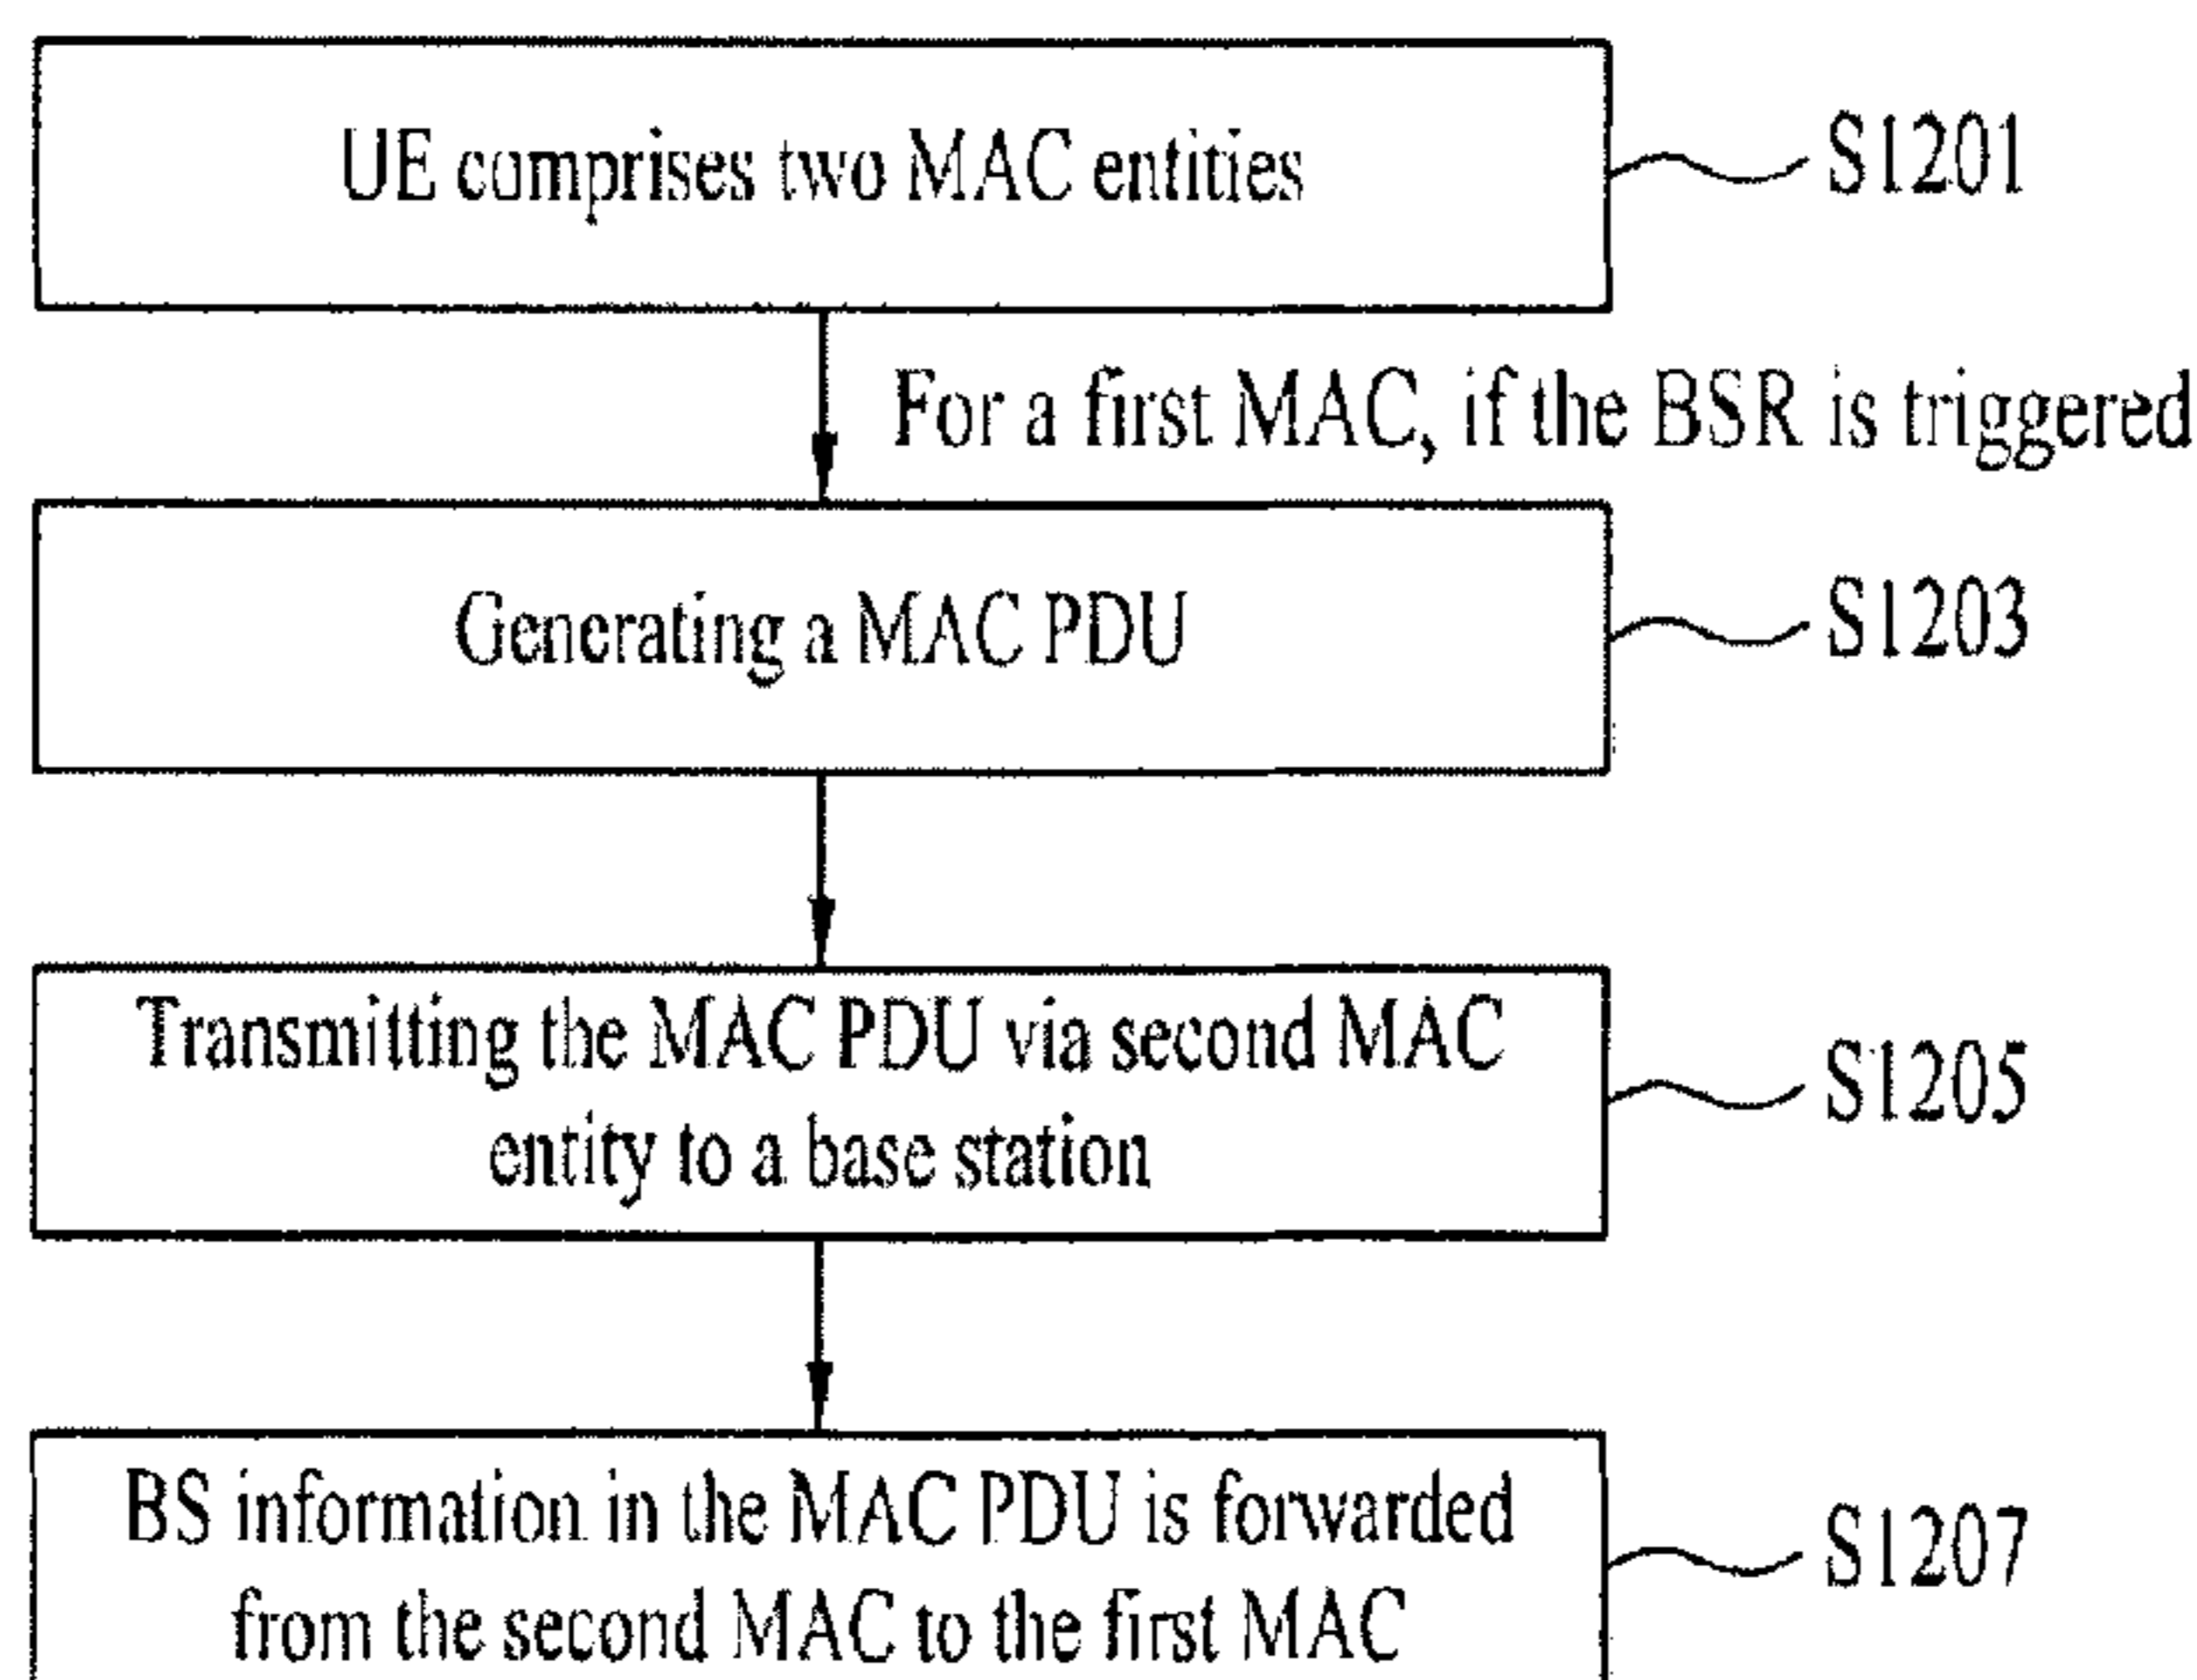 UE comprises two MAC entities
S1201
For a first MAC, if the BSR is triggered
Generating a MAC PDU
S1203
Transmitting the MAC PDU via second MAC
entity to a base station
S1205
BS information in the MAC PDU is forwarded
from the second MAC to the first MAC
S1207